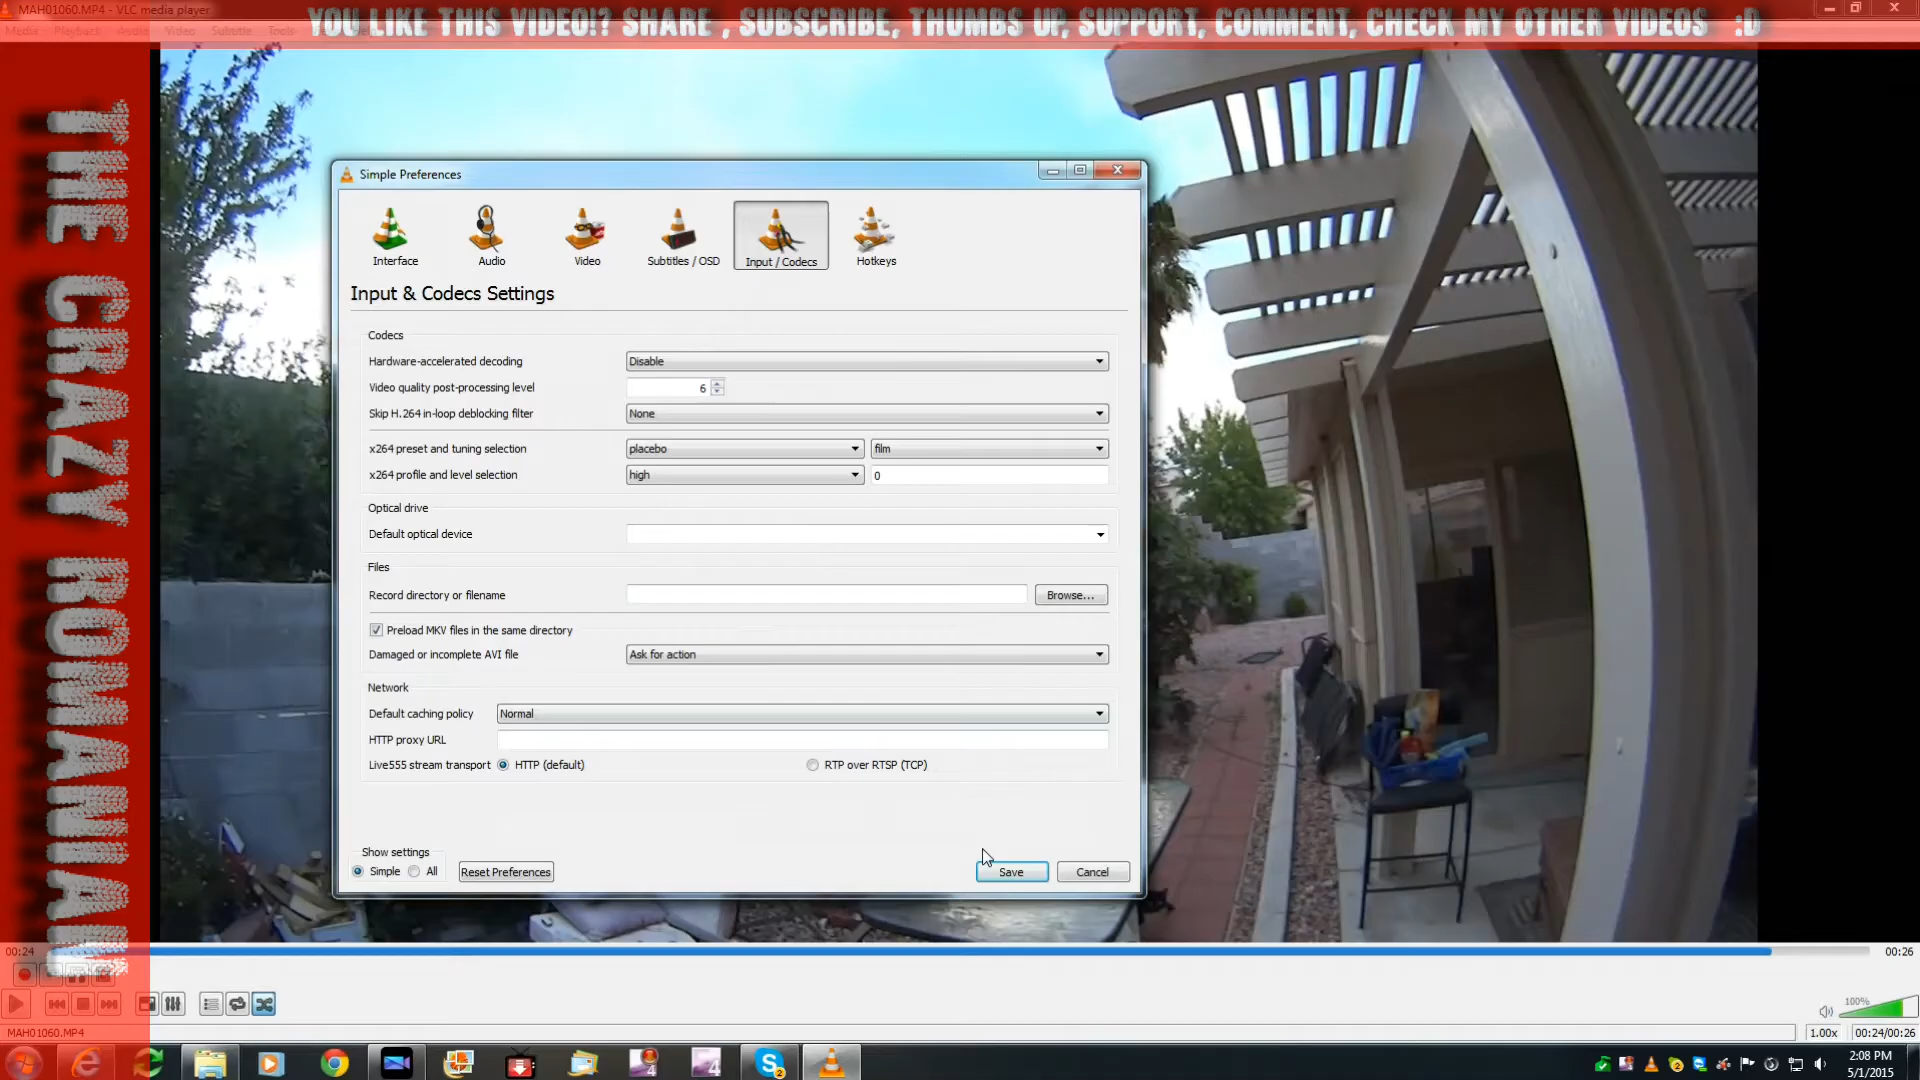 MAH01060.MP4 - VLC media player
YOU LIKE THIS VIDEO!? SHARE , SUBSCRIBE, THUMBS UP, SUPPORT, COMMENT, CHECK MY OTHER VIDEOS :D
Media Playback Audio Video Subtitle Tools
THE CRAZY ROMANIAN
Simple Preferences
Interface
Audio
Video
Subtitles / OSD
Input / Codecs
Hotkeys
Input & Codecs Settings
Codecs
Hardware-accelerated decoding Disable
Video quality post-processing level 6
Skip H.264 in-loop deblocking filter None
x264 preset and tuning selection placebo film
x264 profile and level selection high 0
Optical drive
Default optical device
Files
Record directory or filename Browse...
Preload MKV files in the same directory
Damaged or incomplete AVI file Ask for action
Network
Default caching policy Normal
HTTP proxy URL
Live555 stream transport HTTP (default) RTP over RTSP (TCP)
Show settings
Simple All Reset Preferences Save Cancel
00:24 00:26
100%
MAH01060.MP4 1.00x 00:24/00:26
2:08 PM
5/1/2015